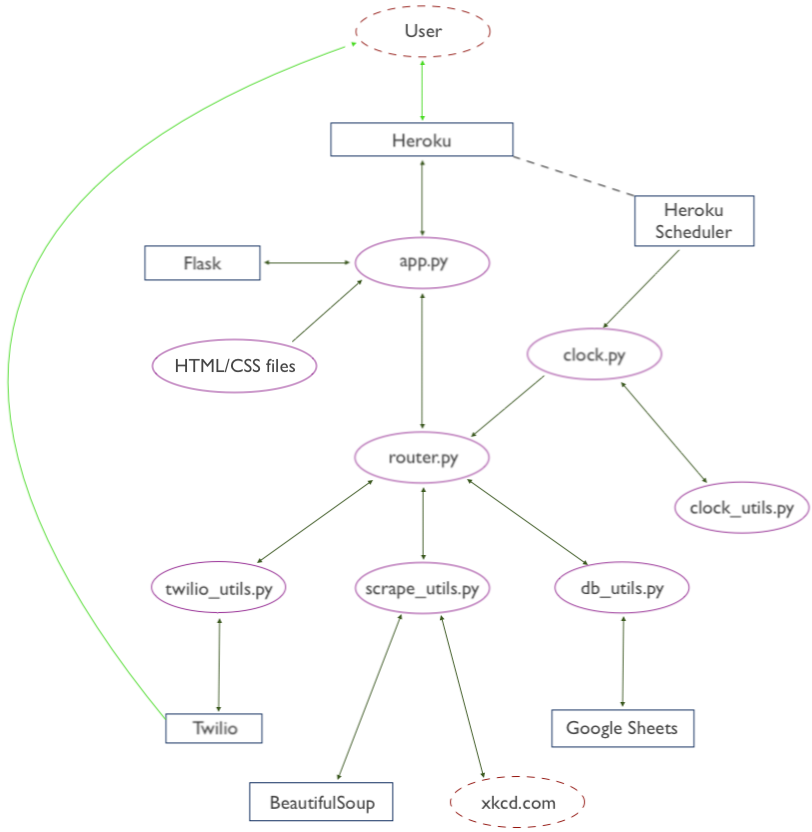 User
Heroku
Heroku
Scheduler
Flask
app.py
HTML/CSS files
clock.py
router.py
clock_utils.py
twilio_utils.py
scrape_utils.py
db_utils.py
Twilio
Google Sheets
BeautifulSoup
xkcd.com